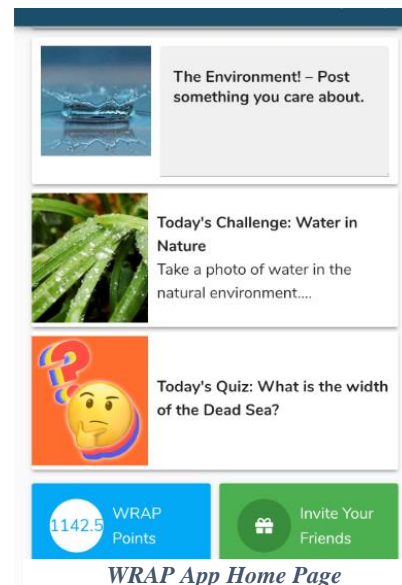 The Environment! – Post
something you care about.
Today's Challenge: Water in
Nature
Take a photo of water in the
natural environment....
Today's Quiz: What is the width
of the Dead Sea?
1142.5
WRAP
Points
Invite Your
Friends
WRAP App Home Page